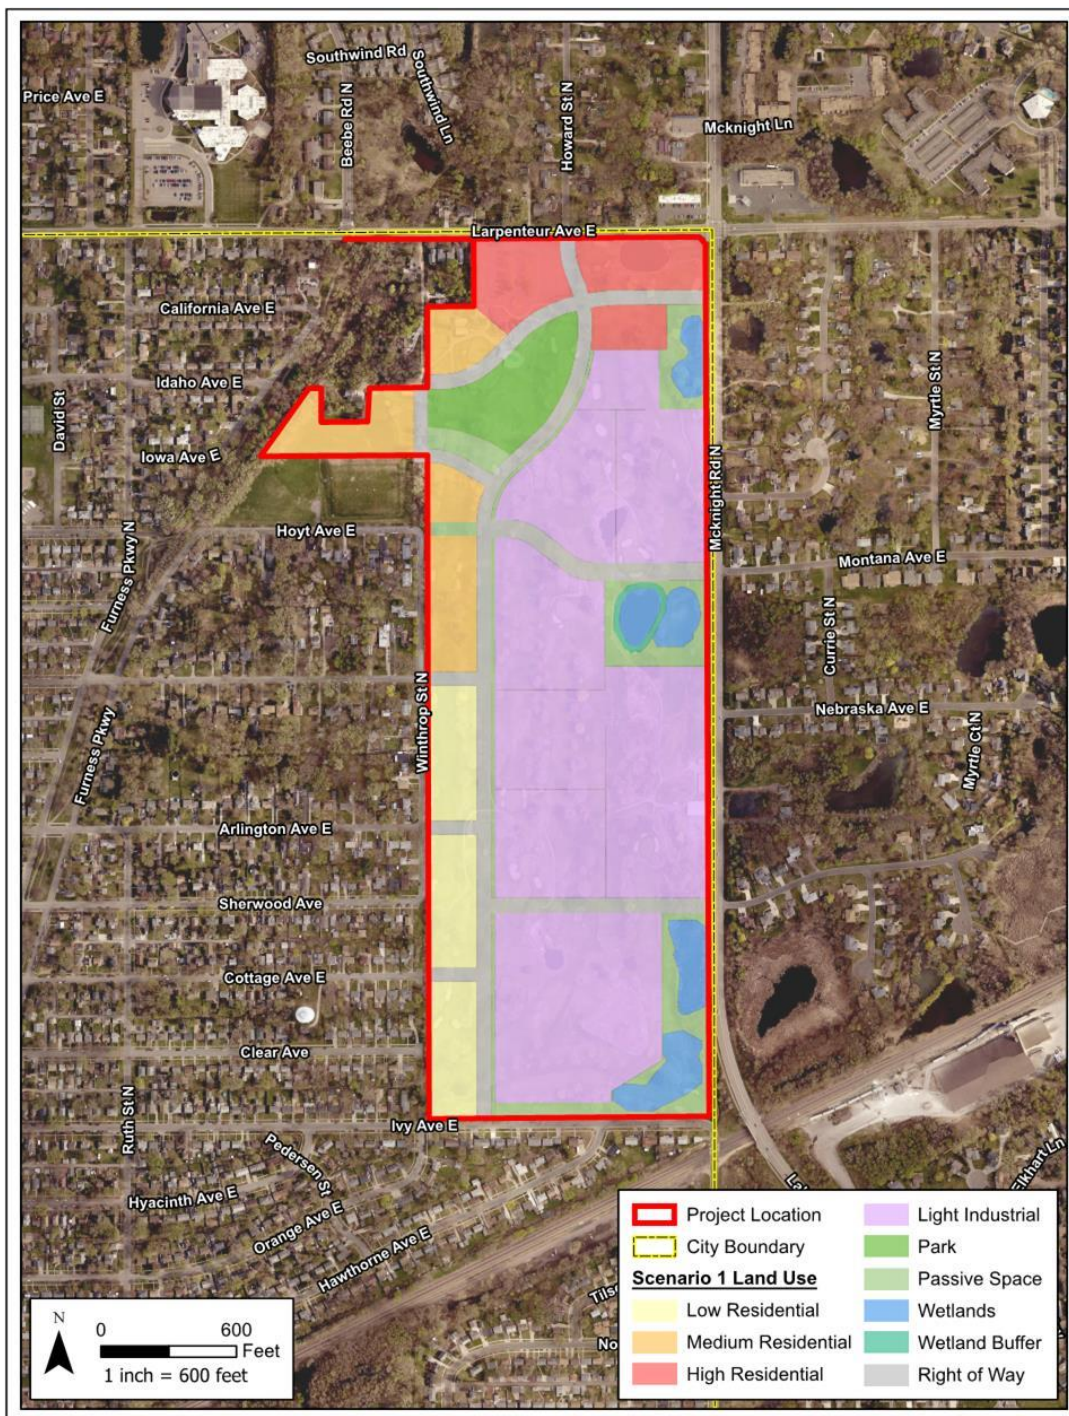 Southwind Rd
Southwind Ln
Price Ave E
Beebe Rd N
Howard St N
Mcknight Ln
Larpenteur Ave E
California Ave E
Idaho Ave E
David St
Iowa Ave E
Myrtle St N
Mcknight Rd N
Hoyt Ave E
Furness Pkwy N
Montana Ave E
Currie St N
Winthrop St N
Nebraska Ave E
Furness Pkwy
Myrtle Ct N
Arlington Ave E
Sherwood Ave
Cottage Ave E
Clear Ave
Ruth St N
Ivy Ave E
Pedersen St
Hyacinth Ave E
Orange Ave E
Hawthorne Ave E
Elkhart Ln
Project Location
City Boundary
Scenario 1 Land Use
Low Residential
Medium Residential
High Residential
Light Industrial
Park
Passive Space
Wetlands
Wetland Buffer
Right of Way
N
0 600
Feet
1 inch = 600 feet